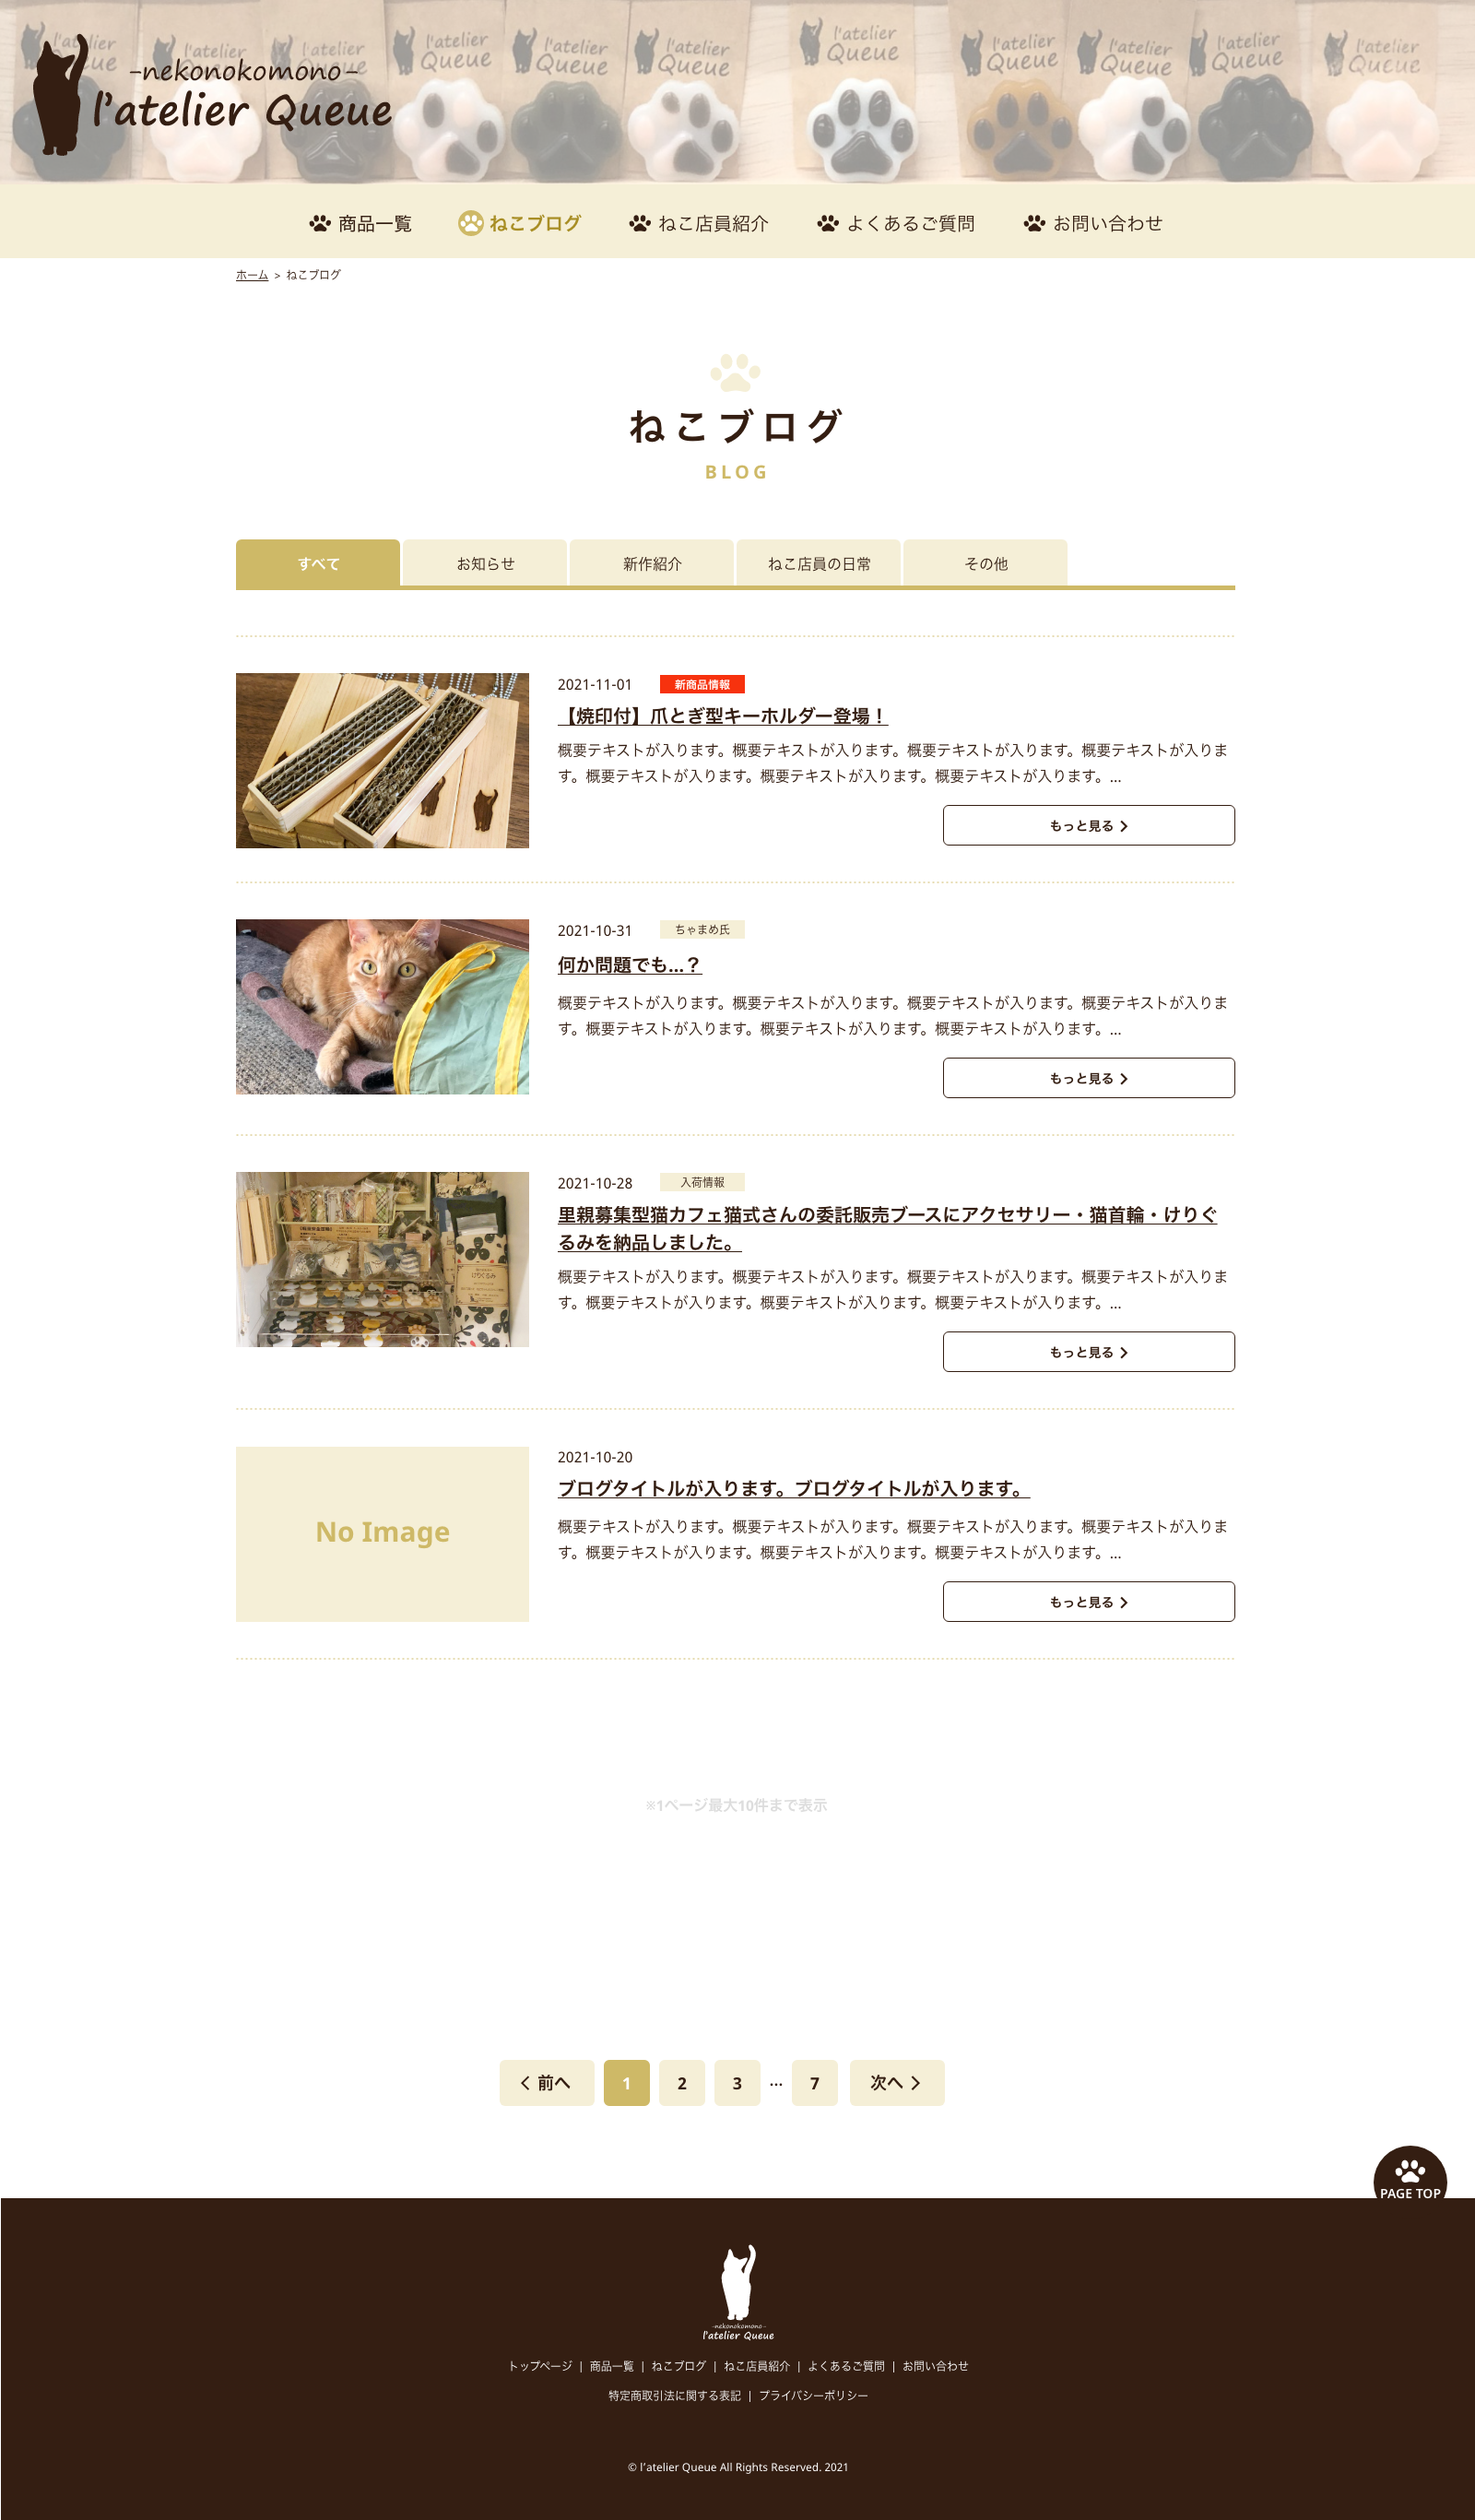 l'atelier Queue
l'atelier Queue
l'atelier Queue
l'atelier Queue
l'atelier Queue
l'atelier Queue
l'atelier Queue
l'atelier Queue
l'atelier Queue
l'atelier Queue
l'atelier Queue
-nekonokomono-
l'atelier Queue
商品一覧 ねこブログ ねこ店員紹介 よくあるご質問 お問い合わせ
ホーム > ねこブログ
ねこブログ
BLOG
すべて お知らせ 新作紹介 ねこ店員の日常 その他
2021-11-01 新商品情報
【焼印付】爪とぎ型キーホルダー登場！
概要テキストが入ります。概要テキストが入ります。概要テキストが入ります。概要テキストが入りま
す。概要テキストが入ります。概要テキストが入ります。概要テキストが入ります。...
もっと見る
2021-10-31 ちゃまめ氏
何か問題でも...？
概要テキストが入ります。概要テキストが入ります。概要テキストが入ります。概要テキストが入りま
す。概要テキストが入ります。概要テキストが入ります。概要テキストが入ります。...
もっと見る
2021-10-28 入荷情報
里親募集型猫カフェ猫式さんの委託販売ブースにアクセサリー・猫首輪・けりぐ
るみを納品しました。
概要テキストが入ります。概要テキストが入ります。概要テキストが入ります。概要テキストが入りま
す。概要テキストが入ります。概要テキストが入ります。概要テキストが入ります。...
けりぐるみ
もっと見る
No Image
2021-10-20
ブログタイトルが入ります。ブログタイトルが入ります。
概要テキストが入ります。概要テキストが入ります。概要テキストが入ります。概要テキストが入りま
す。概要テキストが入ります。概要テキストが入ります。概要テキストが入ります。...
もっと見る
※1ページ最大10件まで表示
前へ 1 2 3 … 7 次へ
PAGE TOP
-nekonokomono-
l'atelier Queue
トップページ | 商品一覧 | ねこブログ | ねこ店員紹介 | よくあるご質問 | お問い合わせ
特定商取引法に関する表記 | プライバシーポリシー
© l'atelier Queue All Rights Reserved. 2021